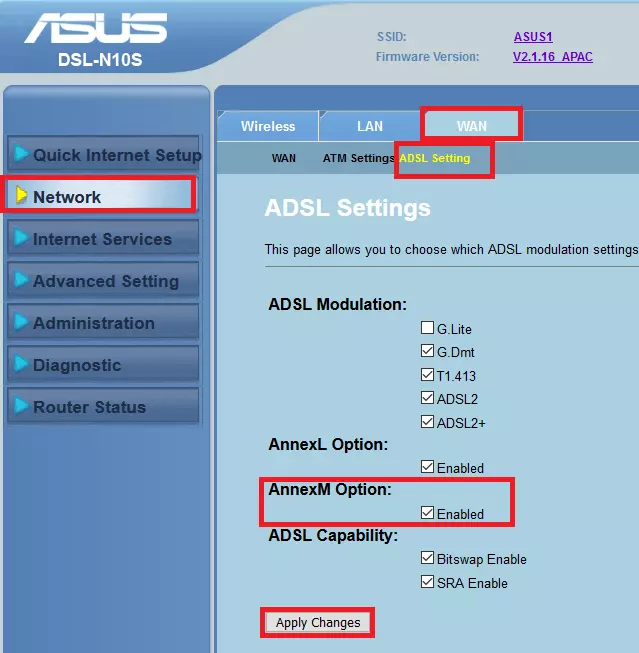 ASUS
DSL-N10S
SSID: ASUS1
Firmware Version: V2.1.16_APAC
Quick Internet Setup
Network
Internet Services
Advanced Setting
Administration
Diagnostic
Router Status
Wireless LAN WAN
WAN ATM Settings ADSL Setting
ADSL Settings
This page allows you to choose which ADSL modulation settings
ADSL Modulation:
G.Lite
G.Dmt
T1.413
ADSL2
ADSL2+
AnnexL Option:
Enabled
AnnexM Option:
Enabled
ADSL Capability:
Bitswap Enable
SRA Enable
Apply Changes